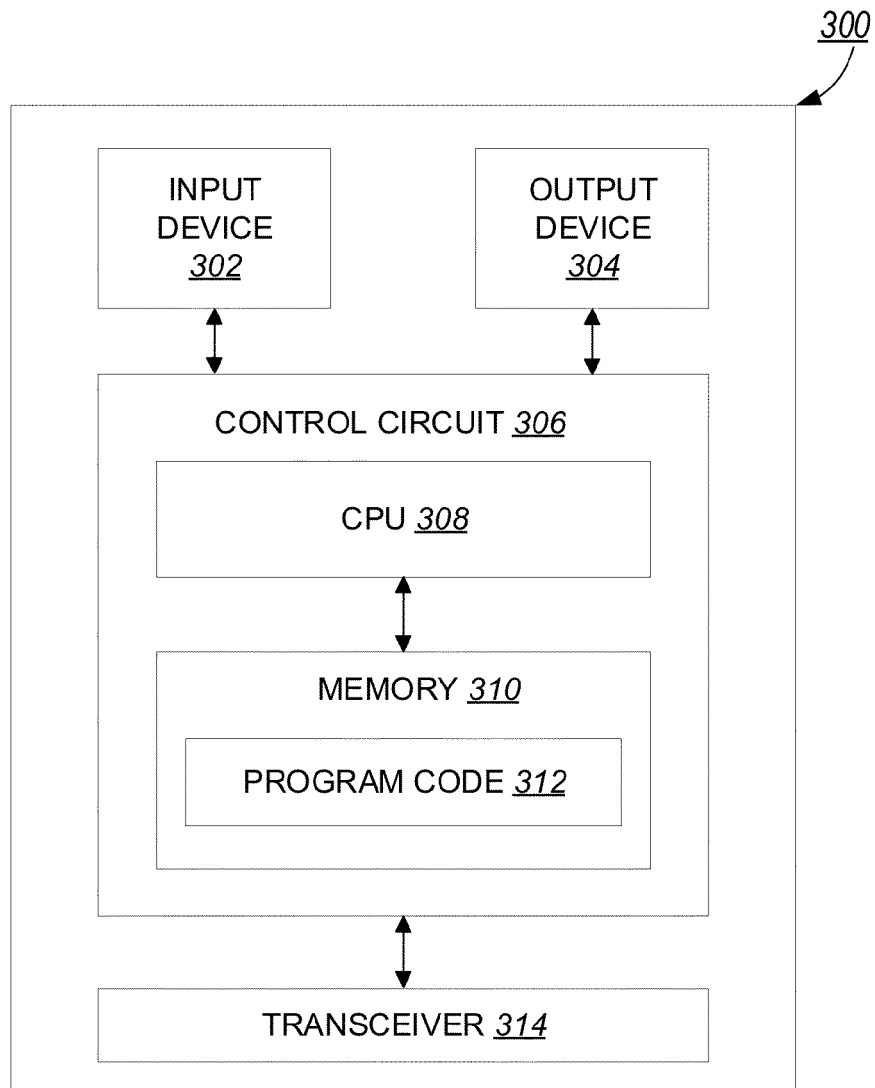 300
INPUT
DEVICE
302
OUTPUT
DEVICE
304
CONTROL CIRCUIT 306
CPU 308
MEMORY 310
PROGRAM CODE 312
TRANSCEIVER 314